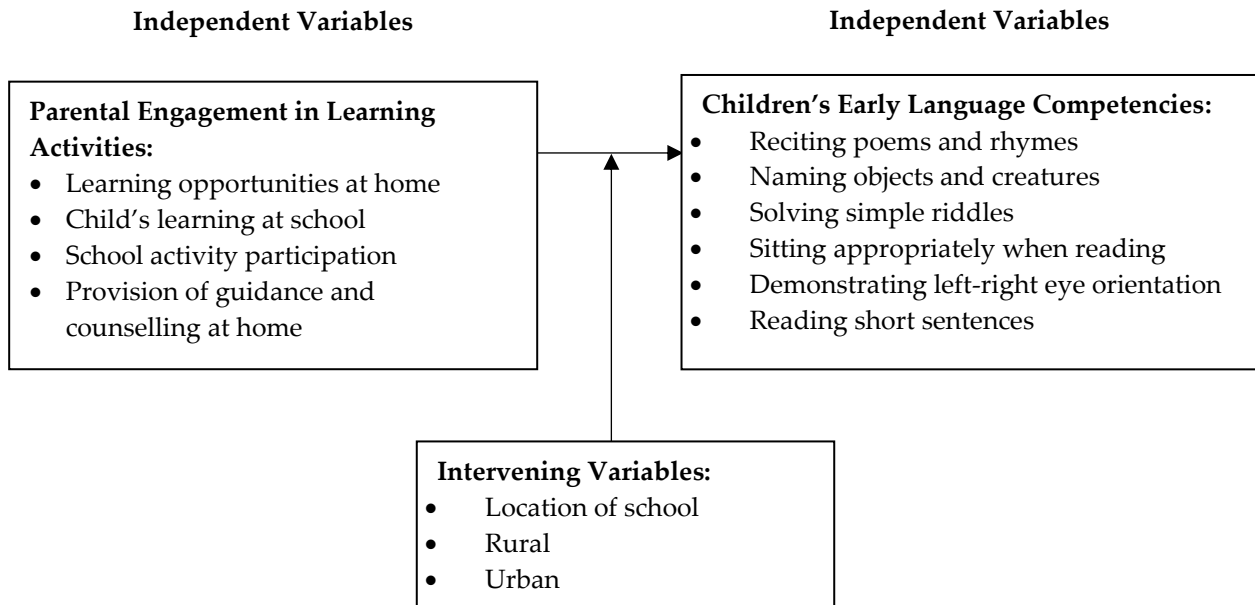 Independent Variables
Independent Variables
Parental Engagement in Learning
Activities:
• Learning opportunities at home
• Child’s learning at school
• School activity participation
• Provision of guidance and
counselling at home
Children’s Early Language Competencies:
• Reciting poems and rhymes
• Naming objects and creatures
• Solving simple riddles
• Sitting appropriately when reading
• Demonstrating left-right eye orientation
• Reading short sentences
Intervening Variables:
• Location of school
• Rural
• Urban